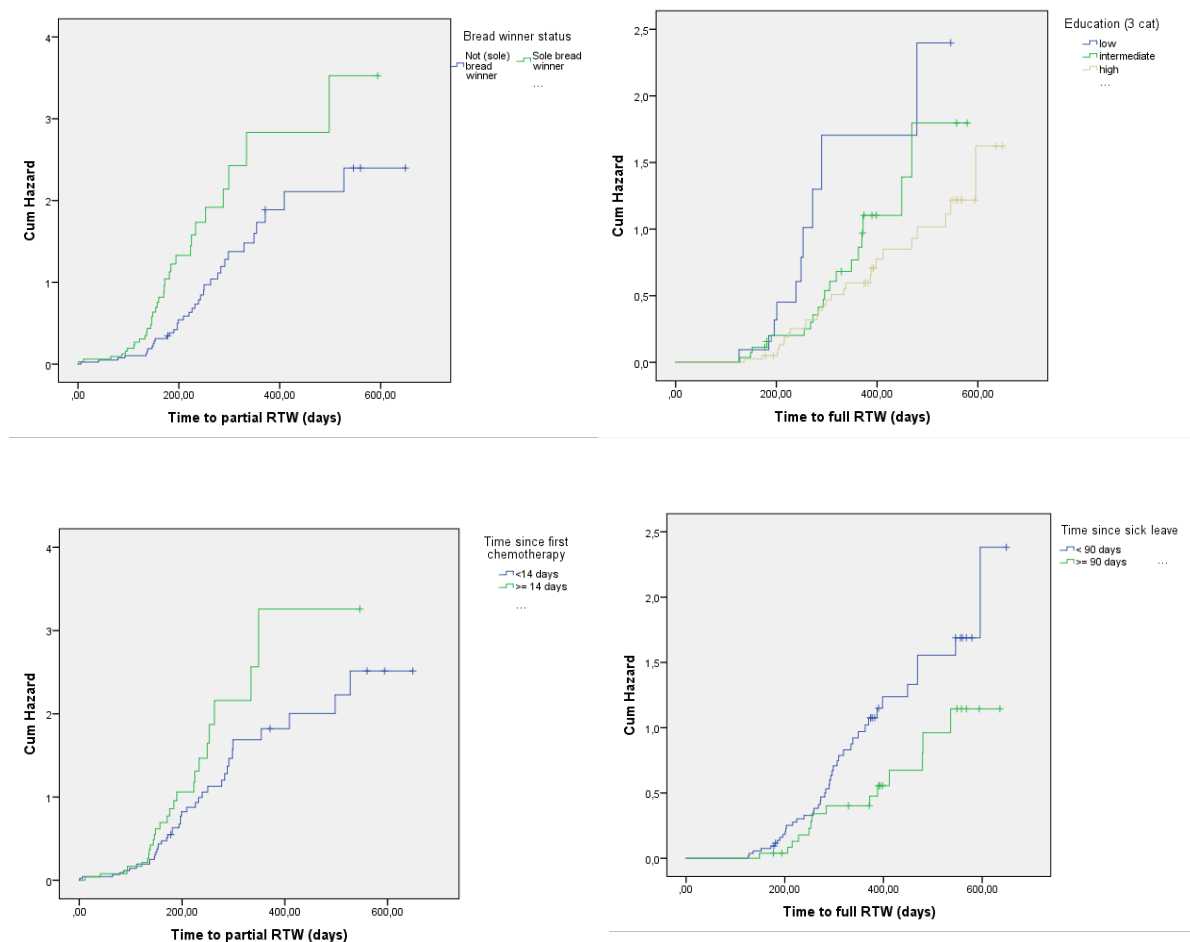 Bread winner status
Not (sole)
bread
winner
Sole bread
winner
...
4
3
2
1
0
Cum Hazard
,00
200,00
400,00
600,00
Time to partial RTW (days)
Education (3 cat)
low
intermediate
high
...
2,5
2,0
1,5
1,0
0,5
0,0
Cum Hazard
,00
200,00
400,00
600,00
Time to full RTW (days)
Time since first
chemotherapy
<14 days
>= 14 days
...
4
3
2
1
0
Cum Hazard
,00
200,00
400,00
600,00
Time to partial RTW (days)
Time since sick leave
< 90 days
>= 90 days
...
2,5
2,0
1,5
1,0
0,5
0,0
Cum Hazard
,00
200,00
400,00
600,00
Time to full RTW (days)